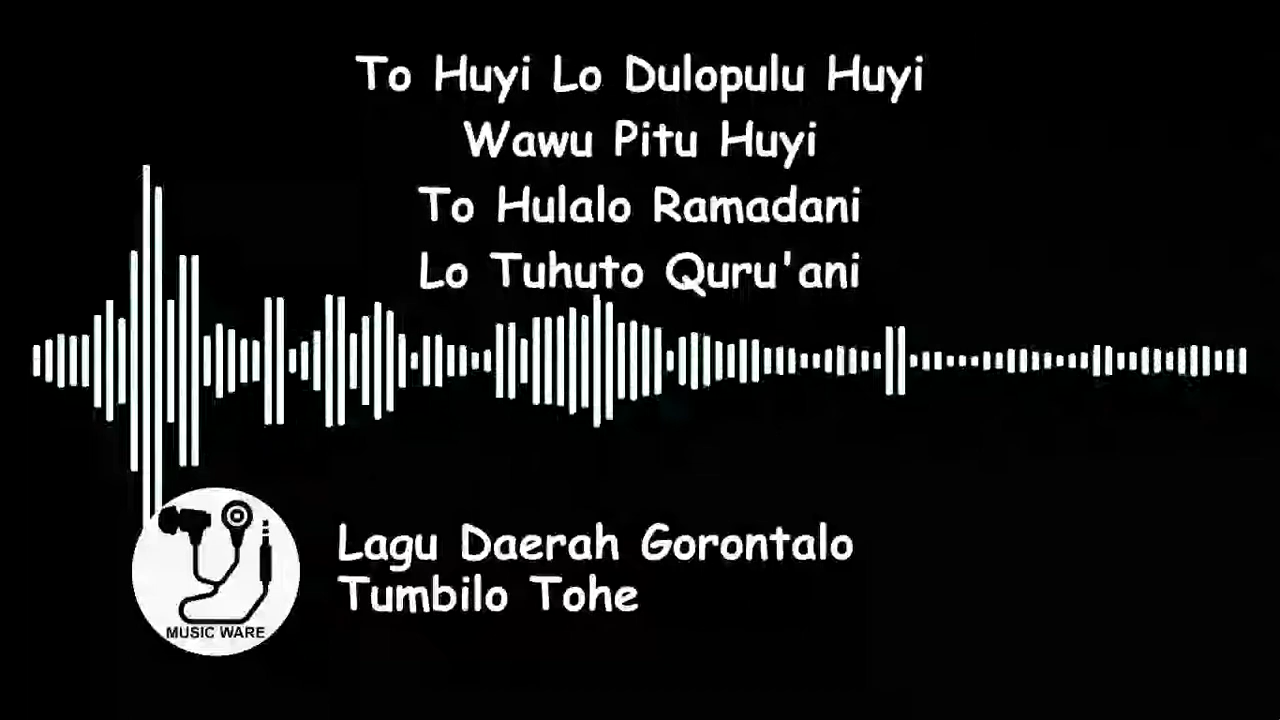 To Huyi Lo Dulopulu Huyi
Wawu Pitu Huyi
To Hulalo Ramadani
Lo Tuhuto Quru'ani
Lagu Daerah Gorontalo
Tumbilo Tohe
MUSIC WARE